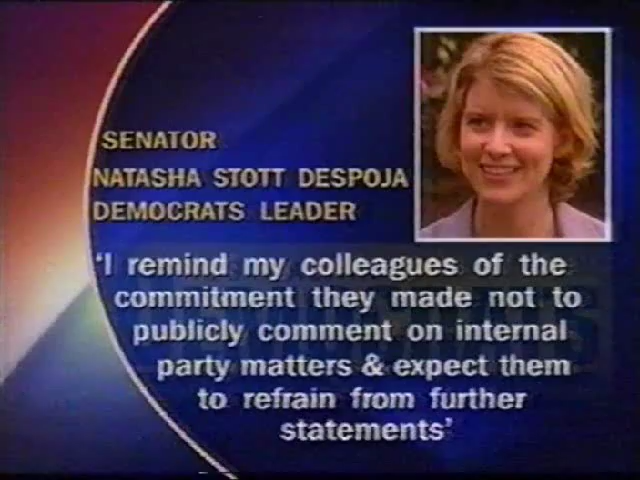 SENATOR
NATASHA STOTT DESPOJA
DEMOCRATS LEADER
'I remind my colleagues of the
commitment they made not to
publicly comment on internal
party matters & expect them
to refrain from further
statements'